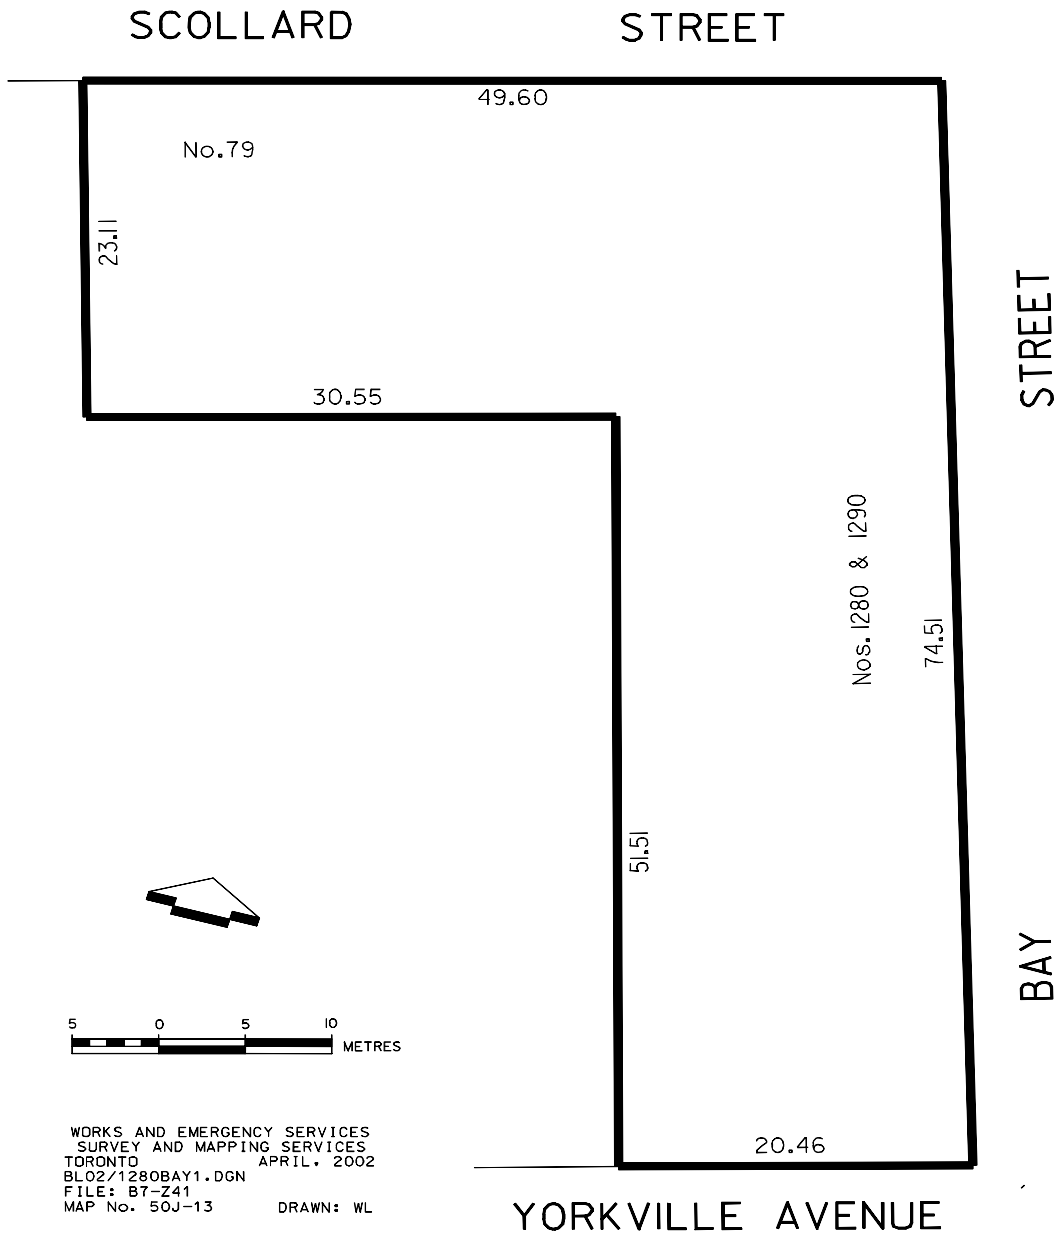 SCOLLARD STREET
49.60
No.79
23.11
30.55
STREET
Nos.1280 & 1290
74.51
51.51
BAY
5 0 5 10
METRES
20.46
WORKS AND EMERGENCY SERVICES
SURVEY AND MAPPING SERVICES
TORONTO APRIL. 2002
BL02/1280BAY1.DGN
FILE: B7-Z41
MAP No. 50J-13 DRAWN: WL
YORKVILLE AVENUE